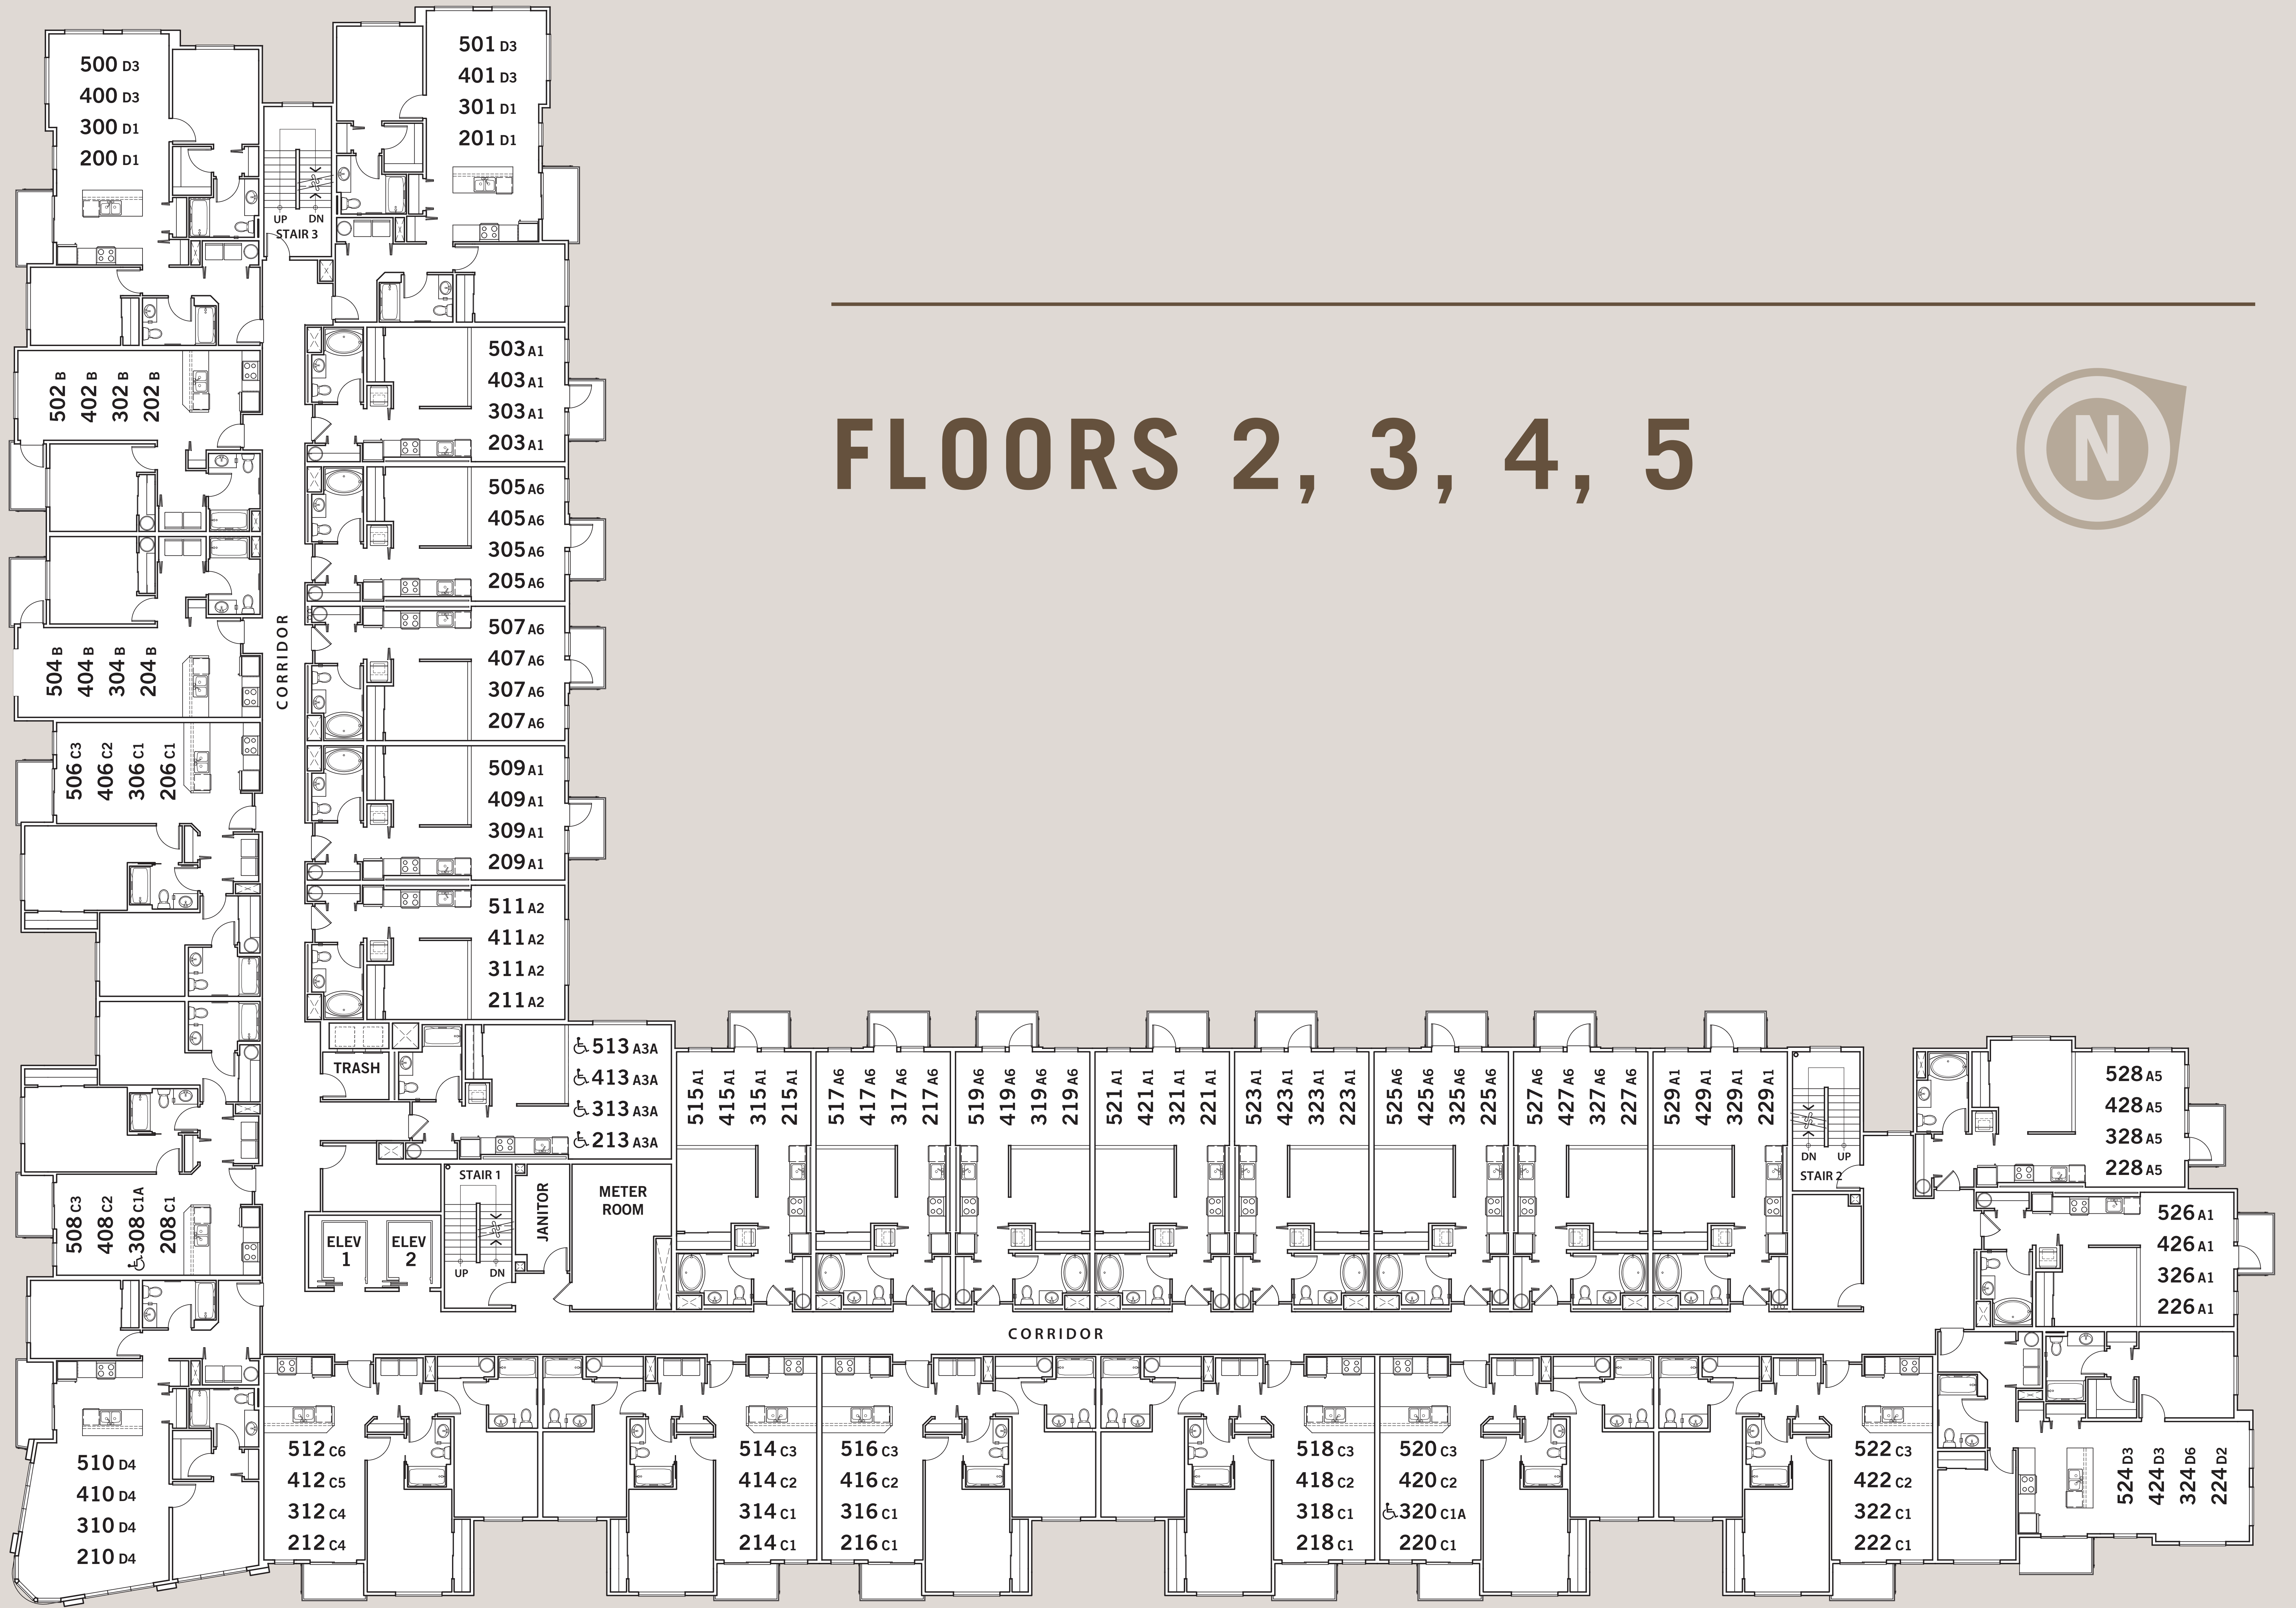 500 D3
400 D3
300 D1
200 D1
501 D3
401 D3
301 D1
201 D1
UP DN
STAIR 3
502 B
402 B
302 B
202 B
503 A1
403 A1
303 A1
203 A1
FLOORS 2, 3, 4, 5
N
505 A6
405 A6
305 A6
205 A6
504 B
404 B
304 B
204 B
CORRIDOR
507 A6
407 A6
307 A6
207 A6
506 C3
406 C2
306 C1
206 C1
509 A1
409 A1
309 A1
209 A1
511 A2
411 A2
311 A2
211 A2
TRASH
513 A3A
413 A3A
313 A3A
213 A3A
515 A1
415 A1
315 A1
215 A1
517 A6
417 A6
317 A6
217 A6
519 A6
419 A6
319 A6
219 A6
521 A1
421 A1
321 A1
221 A1
523 A1
423 A1
323 A1
223 A1
525 A6
425 A6
325 A6
225 A6
527 A6
427 A6
327 A6
227 A6
529 A1
429 A1
329 A1
229 A1
DN UP
STAIR 2
528 A5
428 A5
328 A5
228 A5
508 C3
408 C2
308 C1A
208 C1
ELEV
1
ELEV
2
STAIR 1
UP DN
JANITOR
METER
ROOM
526 A1
426 A1
326 A1
226 A1
CORRIDOR
510 D4
410 D4
310 D4
210 D4
512 C6
412 C5
312 C4
212 C4
514 C3
414 C2
314 C1
214 C1
516 C3
416 C2
316 C1
216 C1
518 C3
418 C2
318 C1
218 C1
520 C3
420 C2
320 C1A
220 C1
522 C3
422 C2
322 C1
222 C1
524 D3
424 D3
324 D6
224 D2